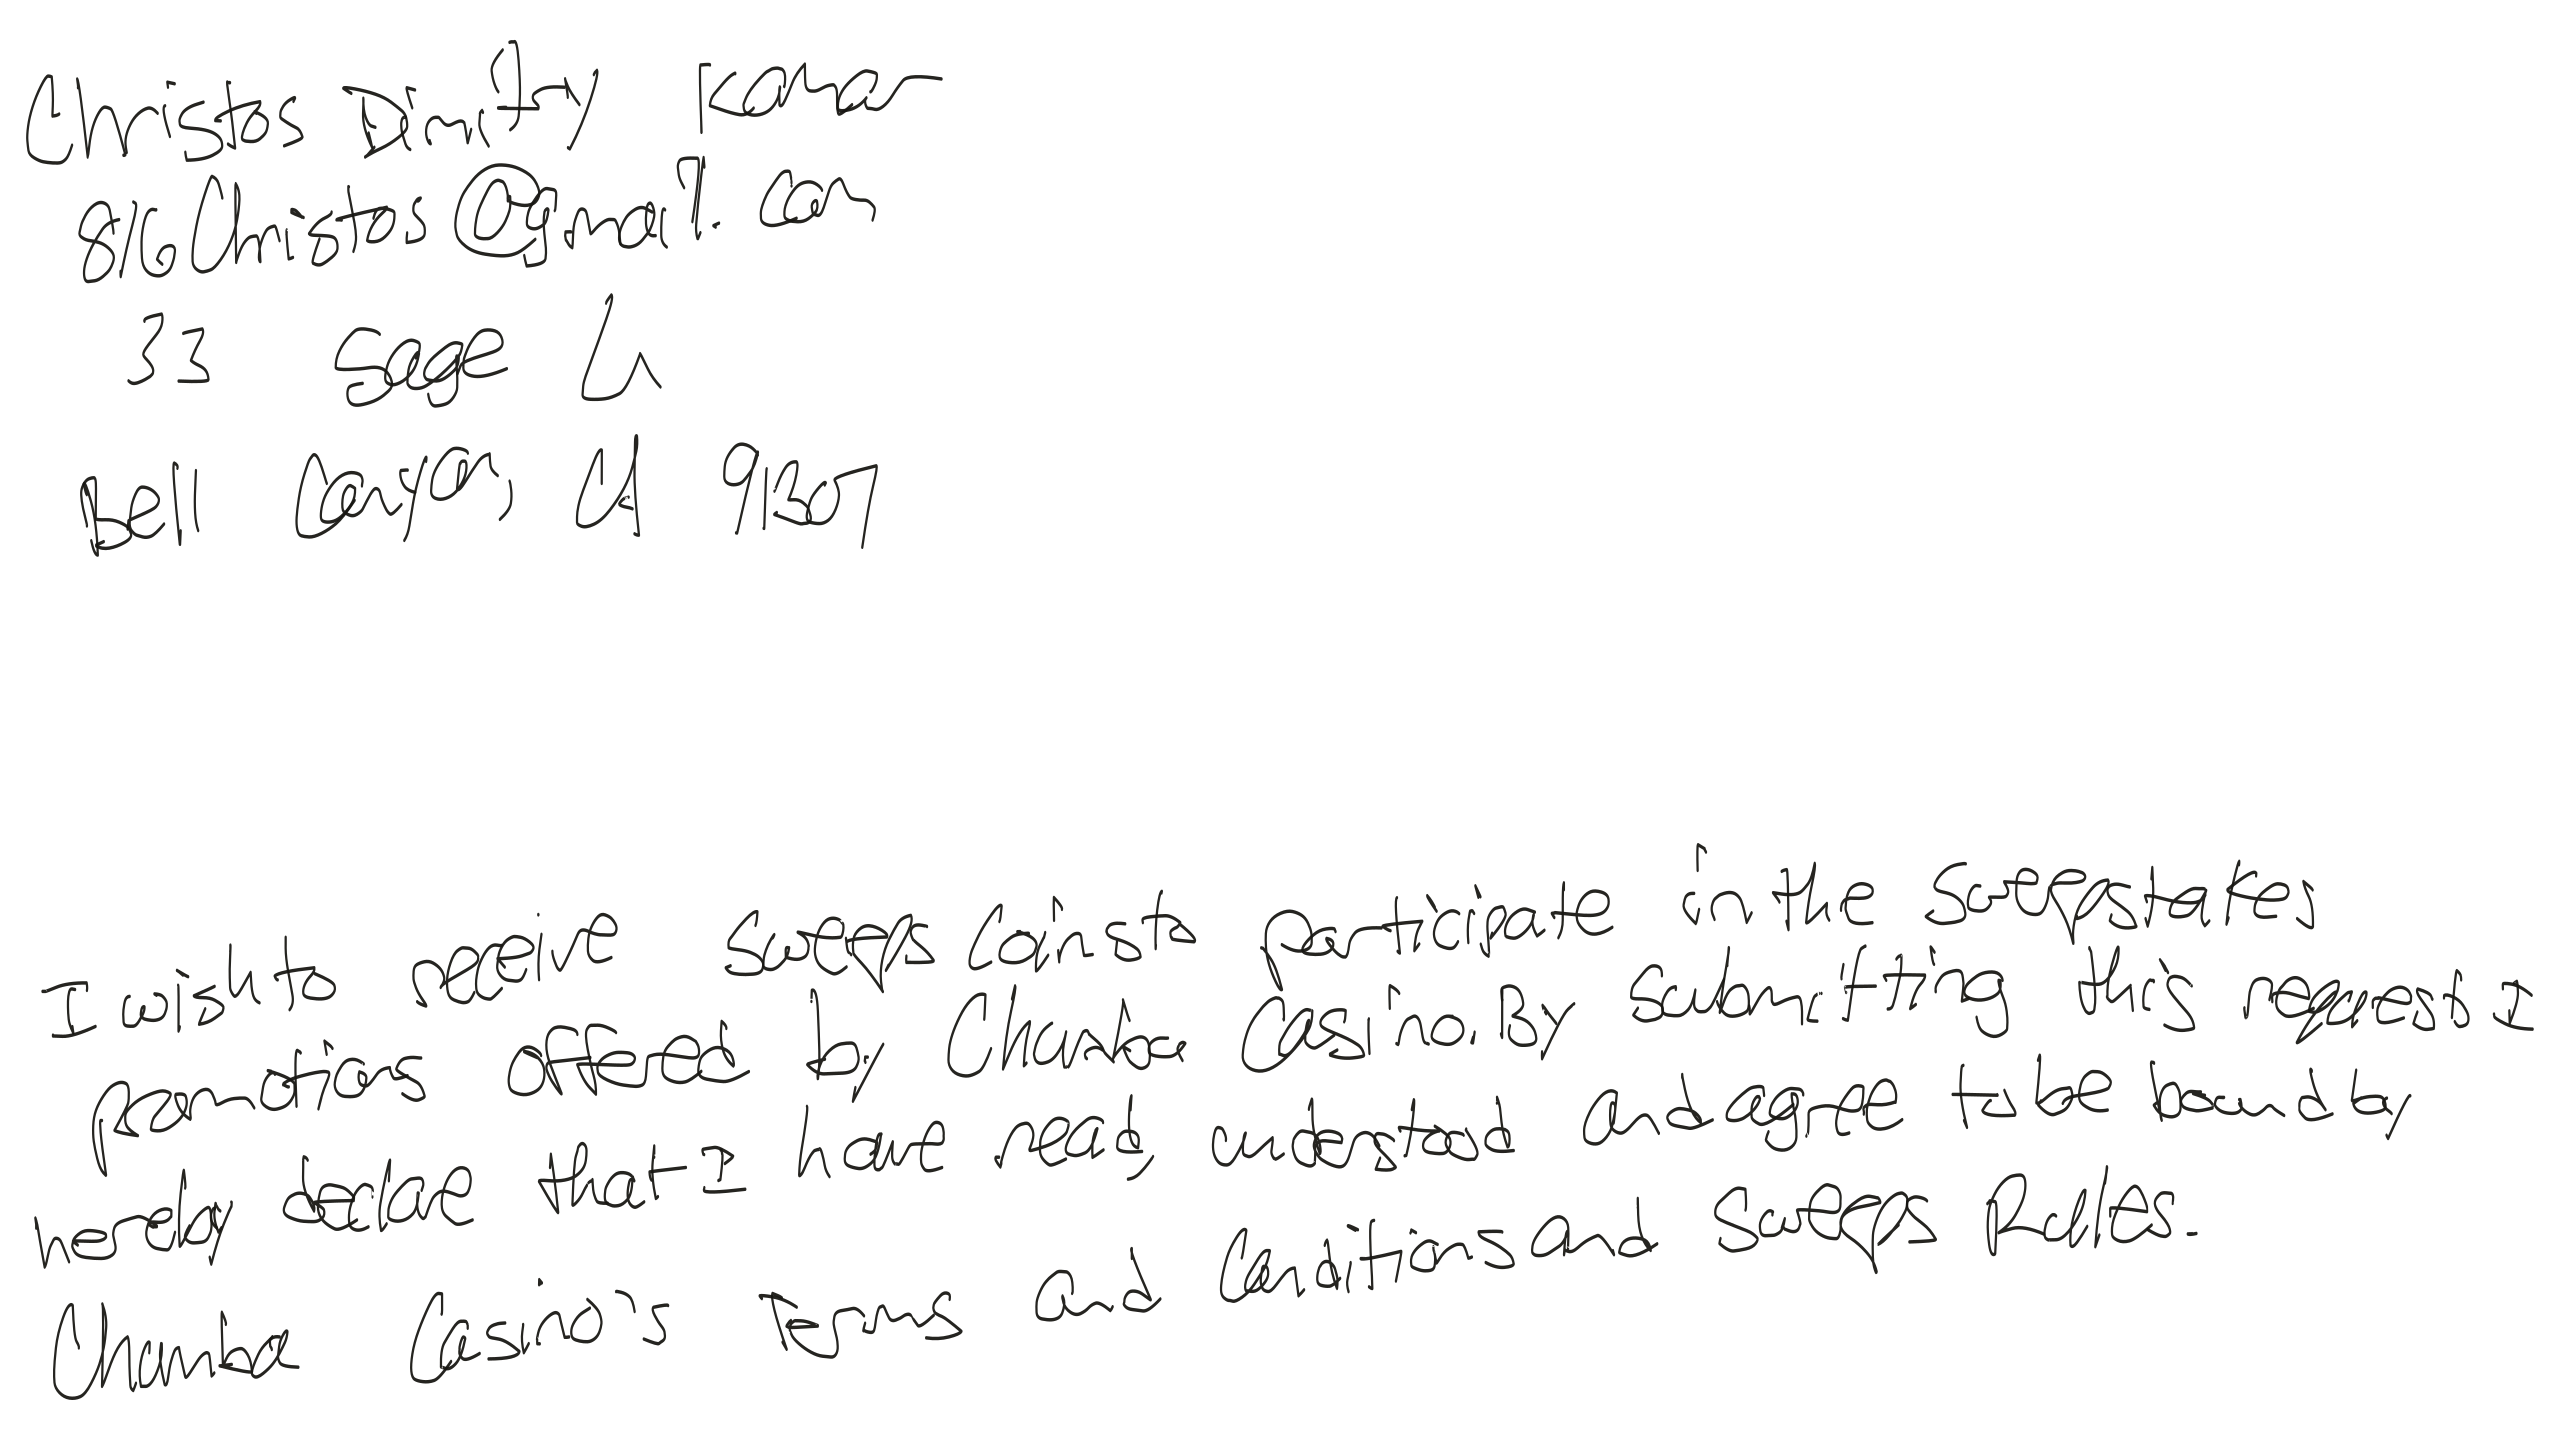 Christos Dimitry Konar
816Christos@gmail.com
33 Sage Ln
Bell Canyon, CA 91307
I wish to receive Sweeps Coins to participate in the sweepstakes
promotions offered by Chumba Casino. By submitting this request I
hereby declare that I have read, understood and agree to be bound by
Chumba Casino's Terms and Conditions and Sweeps Rules.